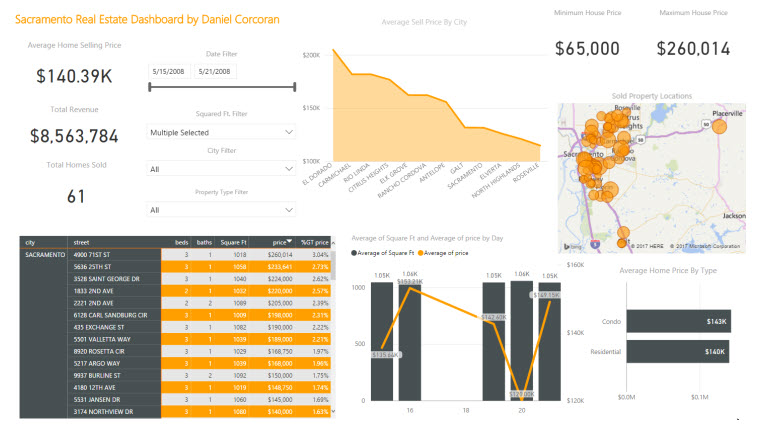 Sacramento Real Estate Dashboard by Daniel Corcoran
Average Home Selling Price
$140.39K
Total Revenue
$8,563,784
Total Homes Sold
61
Date Filter
5/15/2008 5/21/2008
Squared Ft. Filter
Multiple Selected
City Filter
All
Property Type Filter
All
Average Sell Price By City
$200K
$150K
$100K
EL DORADO
CARMICHAEL
RIO LINDA
CITRUS HEIGHTS
ELK GROVE
RANCHO CORDOVA
ANTELOPE
GALT
SACRAMENTO
ELVERTA
NORTH HIGHLANDS
ROSEVILLE
Minimum House Price
$65,000
Maximum House Price
$260,014
Sold Property Locations
Roseville
Placerville
50
Jackson
bing
© 2017 HERE © 2017 Microsoft Corporation
city street beds baths Square Ft price %GT price
SACRAMENTO 4900 71ST ST 3 1 1018 $260,014 3.04%
5636 25TH ST 3 1 1058 $233,641 2.73%
3528 SAINT GEORGE DR 3 1 1040 $224,000 2.62%
1833 2ND AVE 3 1 1032 $220,000 2.57%
2221 2ND AVE 2 2 1089 $205,000 2.39%
6128 CARL SANDBURG CIR 3 1 1009 $198,000 2.31%
435 EXCHANGE ST 3 1 1082 $190,000 2.22%
5501 VALLETTA WAY 3 1 1039 $189,000 2.21%
8920 ROSETTA CIR 3 1 1029 $168,750 1.97%
5217 ARGO WAY 3 1 1039 $168,000 1.96%
9937 BURLINE ST 3 2 1092 $150,000 1.75%
4180 12TH AVE 3 1 1019 $148,750 1.74%
5531 JANSEN DR 3 1 1060 $145,000 1.69%
3174 NORTHVIEW DR 3 1 1080 $140,000 1.63%
Average of Square Ft and Average of price by Day
Average of Square Ft Average of price
1000
500
0
1.05K 1.06K 1.05K 1.06K 1.05K
$135.64K
$142.40K
$120.00K
$149.15K
16 18 20
$160K
$140K
$120K
Average Home Price By Type
Condo $143K
Residential $140K
$0.0M $0.1M